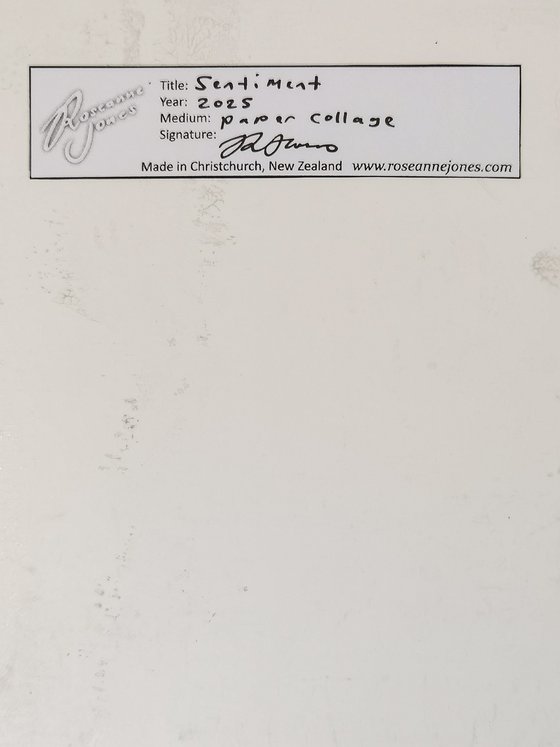 Roseanne
Jones
Title: Sentiment
Year: 2025
Medium: paper collage
Signature:
Made in Christchurch, New Zealand www.roseannejones.com